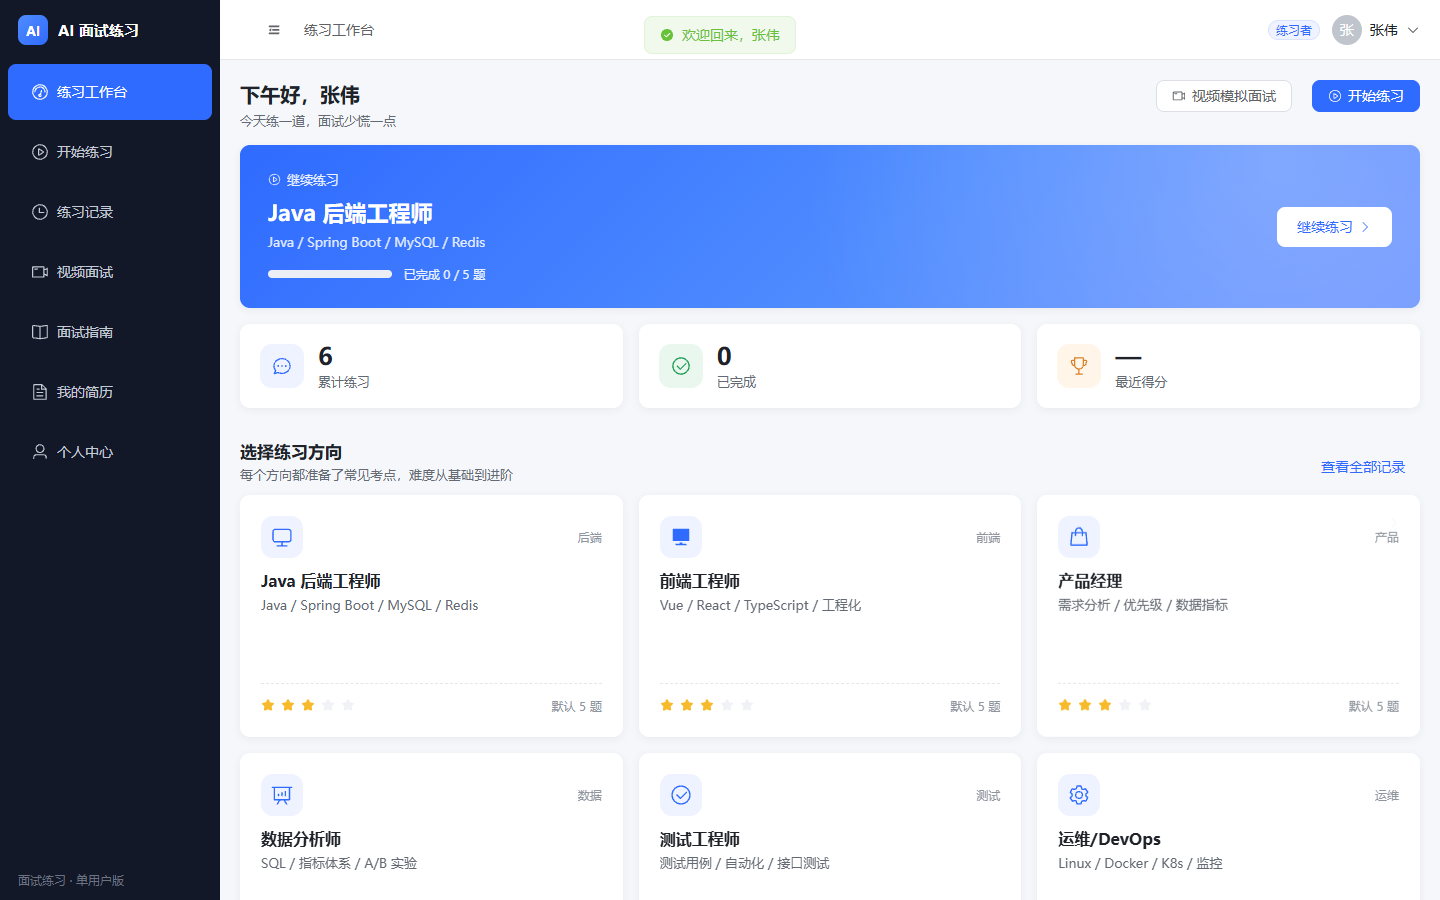 AI AI 面试练习
练习工作台
开始练习
练习记录
视频面试
面试指南
我的简历
个人中心
面试练习 · 单用户版
练习工作台
欢迎回来，张伟
练习者 张 张伟
下午好，张伟
今天练一道，面试少慌一点
视频模拟面试 开始练习
继续练习
Java 后端工程师
Java / Spring Boot / MySQL / Redis
已完成 0 / 5 题
继续练习
6
累计练习
0
已完成
—
最近得分
选择练习方向
每个方向都准备了常见考点，难度从基础到进阶
查看全部记录
后端
Java 后端工程师
Java / Spring Boot / MySQL / Redis
默认 5 题
前端
前端工程师
Vue / React / TypeScript / 工程化
默认 5 题
产品
产品经理
需求分析 / 优先级 / 数据指标
默认 5 题
数据
数据分析师
SQL / 指标体系 / A/B 实验
测试
测试工程师
测试用例 / 自动化 / 接口测试
运维
运维/DevOps
Linux / Docker / K8s / 监控